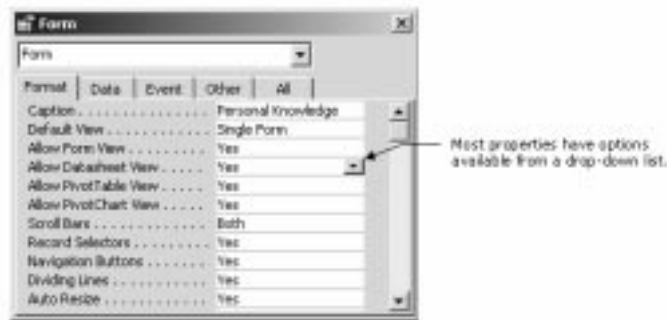 Form
Form
Format Data Event Other All
Caption . . . . . . . . . . . . . . . Personal Knowledge
Default View . . . . . . . . . . . . Single Form
Allow Form View . . . . . . . . . Yes
Allow Datasheet View . . . . . Yes
Allow PivotTable View . . . . . Yes
Allow PivotChart View . . . . . Yes
Scroll Bars . . . . . . . . . . . . . Both
Record Selectors . . . . . . . . . Yes
Navigation Buttons . . . . . . . Yes
Dividing Lines . . . . . . . . . . . Yes
Auto Resize . . . . . . . . . . . . Yes
Most properties have options
available from a drop-down list.